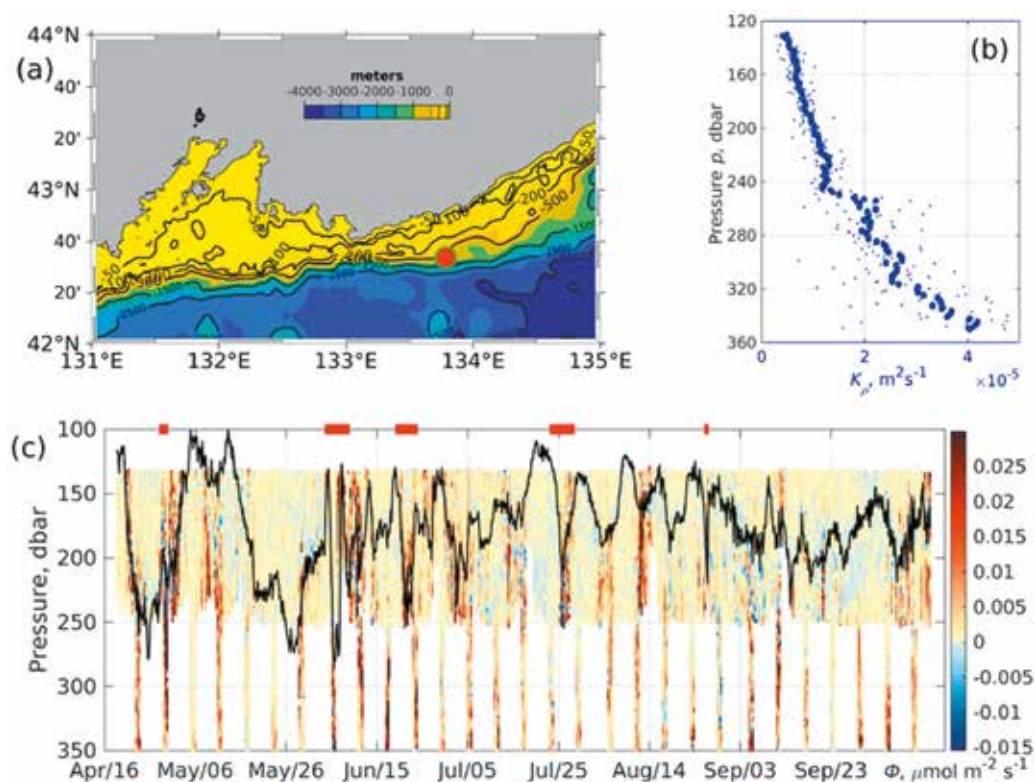 (a)
44°N
40'
20'
43°N
40'
20'
42°N
131°E 132°E 133°E 134°E 135°E
meters
-4000-3000-2000-1000 0
-50
-100
-200
-500
-100
-200
(b)
120
160
200
240
280
320
360
Pressure p, dbar
0 2 4
×10⁻⁵
Kρ, m²s⁻¹
(c)
100
150
200
250
300
350
Pressure, dbar
Apr/16 May/06 May/26 Jun/15 Jul/05 Jul/25 Aug/14 Sep/03 Sep/23
0.025
0.02
0.015
0.01
0.005
0
-0.005
-0.01
-0.015
Φ, μmol m⁻² s⁻¹